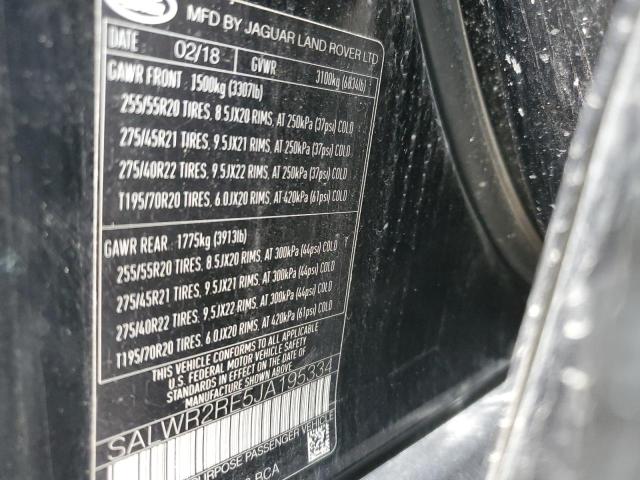 MFD BY JAGUAR LAND ROVER LTD
DATE 02/18 GVWR 3100kg (6834lb)
GAWR FRONT 1500kg (3307lb)
255/55R20 TIRES, 8.5JX20 RIMS, AT 250kPa (37psi) COLD
275/45R21 TIRES, 9.5JX21 RIMS, AT 250kPa (37psi) COLD
275/40R22 TIRES, 9.5JX22 RIMS, AT 250kPa (37psi) COLD
T195/70R20 TIRES, 6.0JX20 RIMS, AT 420kPa (61psi) COLD
GAWR REAR 1775kg (3913lb)
255/55R20 TIRES, 8.5JX20 RIMS, AT 300kPa (44psi) COLD
275/45R21 TIRES, 9.5JX21 RIMS, AT 300kPa (44psi) COLD
275/40R22 TIRES, 9.5JX22 RIMS, AT 300kPa (44psi) COLD
T195/70R20 TIRES, 6.0JX20 RIMS, AT 420kPa (61psi) COLD
THIS VEHICLE CONFORMS TO ALL APPLICABLE
U.S. FEDERAL MOTOR VEHICLE SAFETY
STANDARDS IN EFFECT ON THE DATE OF
MANUFACTURE SHOWN ABOVE
SALWR2RE5JA195334
PURPOSE PASSENGER VEHICLE